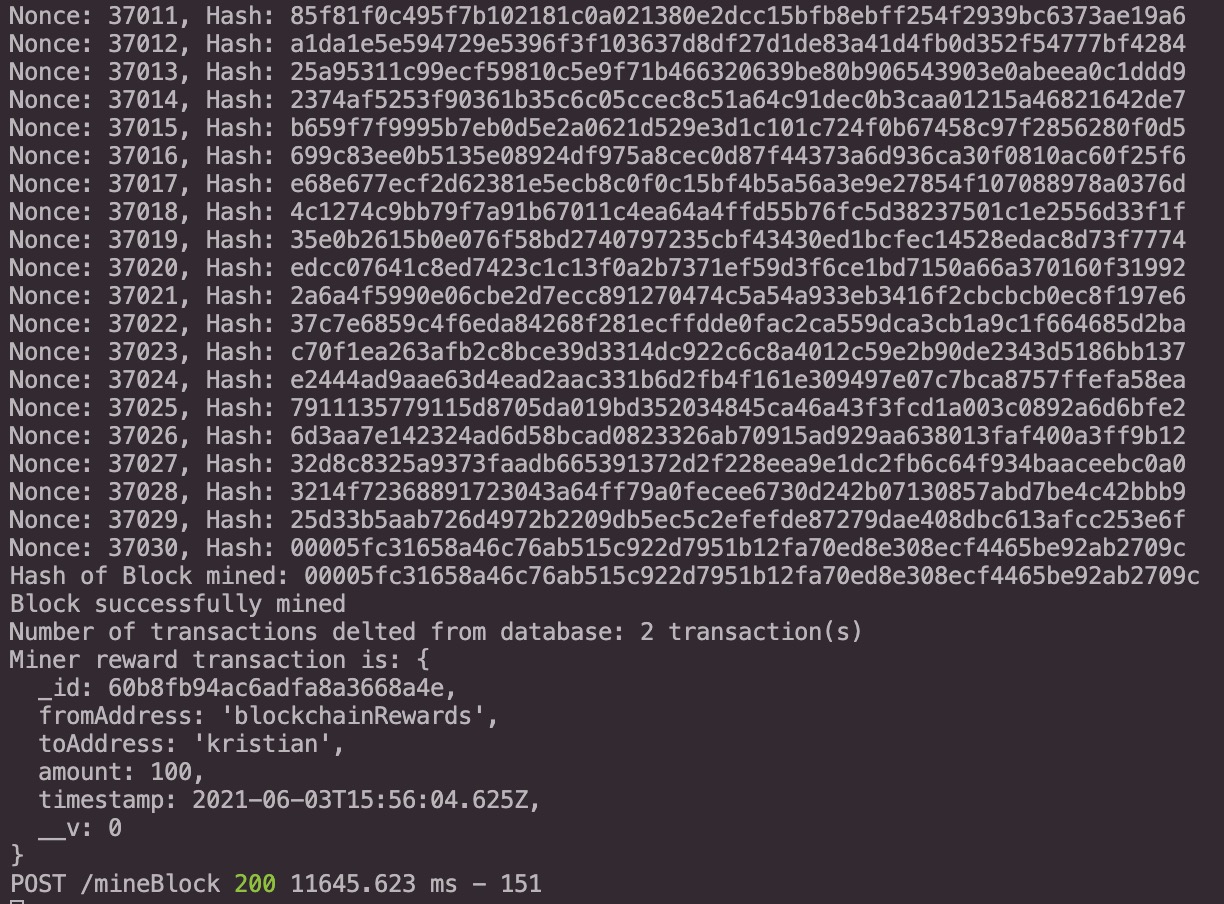 Nonce: 37011, Hash: 85f81f0c495f7b102181c0a021380e2dcc15bfb8ebff254f2939bc6373ae19a6
Nonce: 37012, Hash: a1da1e5e594729e5396f3f103637d8df27d1de83a41d4fb0d352f54777bf4284
Nonce: 37013, Hash: 25a95311c99ecf59810c5e9f71b466320639be80b906543903e0abeea0c1ddd9
Nonce: 37014, Hash: 2374af5253f90361b35c6c05ccec8c51a64c91dec0b3caa01215a46821642de7
Nonce: 37015, Hash: b659f7f9995b7eb0d5e2a0621d529e3d1c101c724f0b67458c97f2856280f0d5
Nonce: 37016, Hash: 699c83ee0b5135e08924df975a8cec0d87f44373a6d936ca30f0810ac60f25f6
Nonce: 37017, Hash: e68e677ecf2d62381e5ecb8c0f0c15bf4b5a56a3e9e27854f107088978a0376d
Nonce: 37018, Hash: 4c1274c9bb79f7a91b67011c4ea64a4ffd55b76fc5d38237501c1e2556d33f1f
Nonce: 37019, Hash: 35e0b2615b0e076f58bd2740797235cbf43430ed1bcfec14528edac8d73f7774
Nonce: 37020, Hash: edcc07641c8ed7423c1c13f0a2b7371ef59d3f6ce1bd7150a66a370160f31992
Nonce: 37021, Hash: 2a6a4f5990e06cbe2d7ecc891270474c5a54a933eb3416f2cbcbcb0ec8f197e6
Nonce: 37022, Hash: 37c7e6859c4f6eda84268f281ecffdde0fac2ca559dca3cb1a9c1f664685d2ba
Nonce: 37023, Hash: c70f1ea263afb2c8bce39d3314dc922c6c8a4012c59e2b90de2343d5186bb137
Nonce: 37024, Hash: e2444ad9aae63d4ead2aac331b6d2fb4f161e309497e07c7bca8757ffefa58ea
Nonce: 37025, Hash: 7911135779115d8705da019bd352034845ca46a43f3fcd1a003c0892a6d6bfe2
Nonce: 37026, Hash: 6d3aa7e142324ad6d58bcad0823326ab70915ad929aa638013faf400a3ff9b12
Nonce: 37027, Hash: 32d8c8325a9373faadb665391372d2f228eea9e1dc2fb6c64f934baaceebc0a0
Nonce: 37028, Hash: 3214f72368891723043a64ff79a0fecee6730d242b07130857abd7be4c42bbb9
Nonce: 37029, Hash: 25d33b5aab726d4972b2209db5ec5c2efefde87279dae408dbc613afcc253e6f
Nonce: 37030, Hash: 00005fc31658a46c76ab515c922d7951b12fa70ed8e308ecf4465be92ab2709c
Hash of Block mined: 00005fc31658a46c76ab515c922d7951b12fa70ed8e308ecf4465be92ab2709c
Block successfully mined
Number of transactions delted from database: 2 transaction(s)
Miner reward transaction is: {
  _id: 60b8fb94ac6adfa8a3668a4e,
  fromAddress: 'blockchainRewards',
  toAddress: 'kristian',
  amount: 100,
  timestamp: 2021-06-03T15:56:04.625Z,
  __v: 0
}
POST /mineBlock 200 11645.623 ms - 151